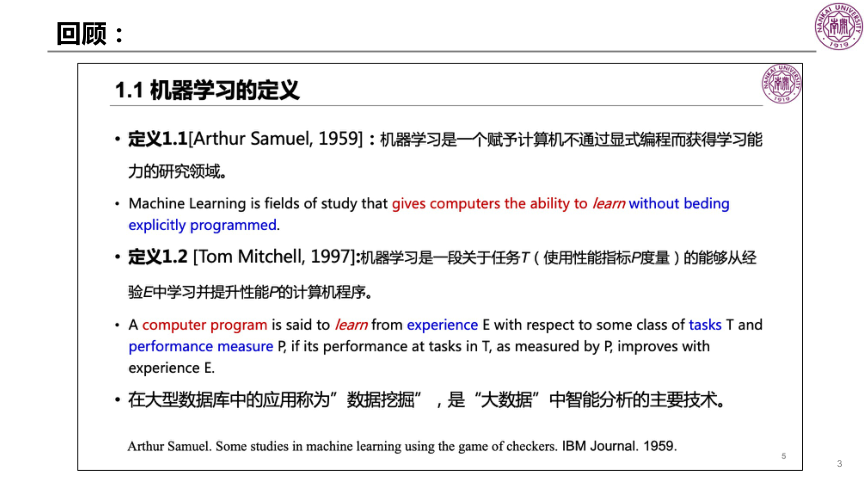 回顾：
NANKAI UNIVERSITY
南開
1919
1.1 机器学习的定义
NANKAI UNIVERSITY
南開
1919
• 定义1.1[Arthur Samuel, 1959]：机器学习是一个赋予计算机不通过显式编程而获得学习能
力的研究领域。
• Machine Learning is fields of study that gives computers the ability to learn without beding
explicitly programmed.
• 定义1.2 [Tom Mitchell, 1997]:机器学习是一段关于任务T（使用性能指标P度量）的能够从经
验E中学习并提升性能P的计算机程序。
• A computer program is said to learn from experience E with respect to some class of tasks T and
performance measure P, if its performance at tasks in T, as measured by P, improves with
experience E.
• 在大型数据库中的应用称为”数据挖掘”，是“大数据”中智能分析的主要技术。
Arthur Samuel. Some studies in machine learning using the game of checkers. IBM Journal. 1959.
5
3